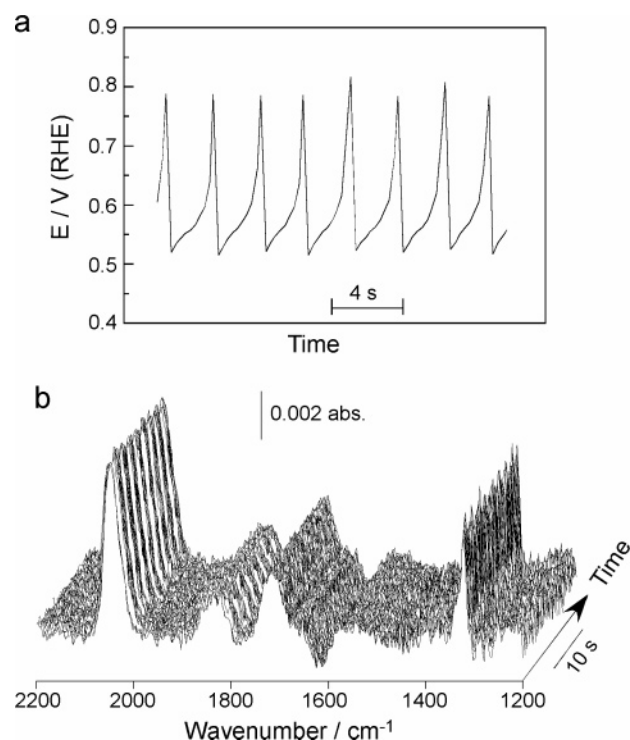 a
0.9
0.8
0.7
0.6
0.5
0.4
E / V (RHE)
4 s
Time
b
0.002 abs.
Time
10 s
2200 2000 1800 1600 1400 1200
Wavenumber / cm⁻¹